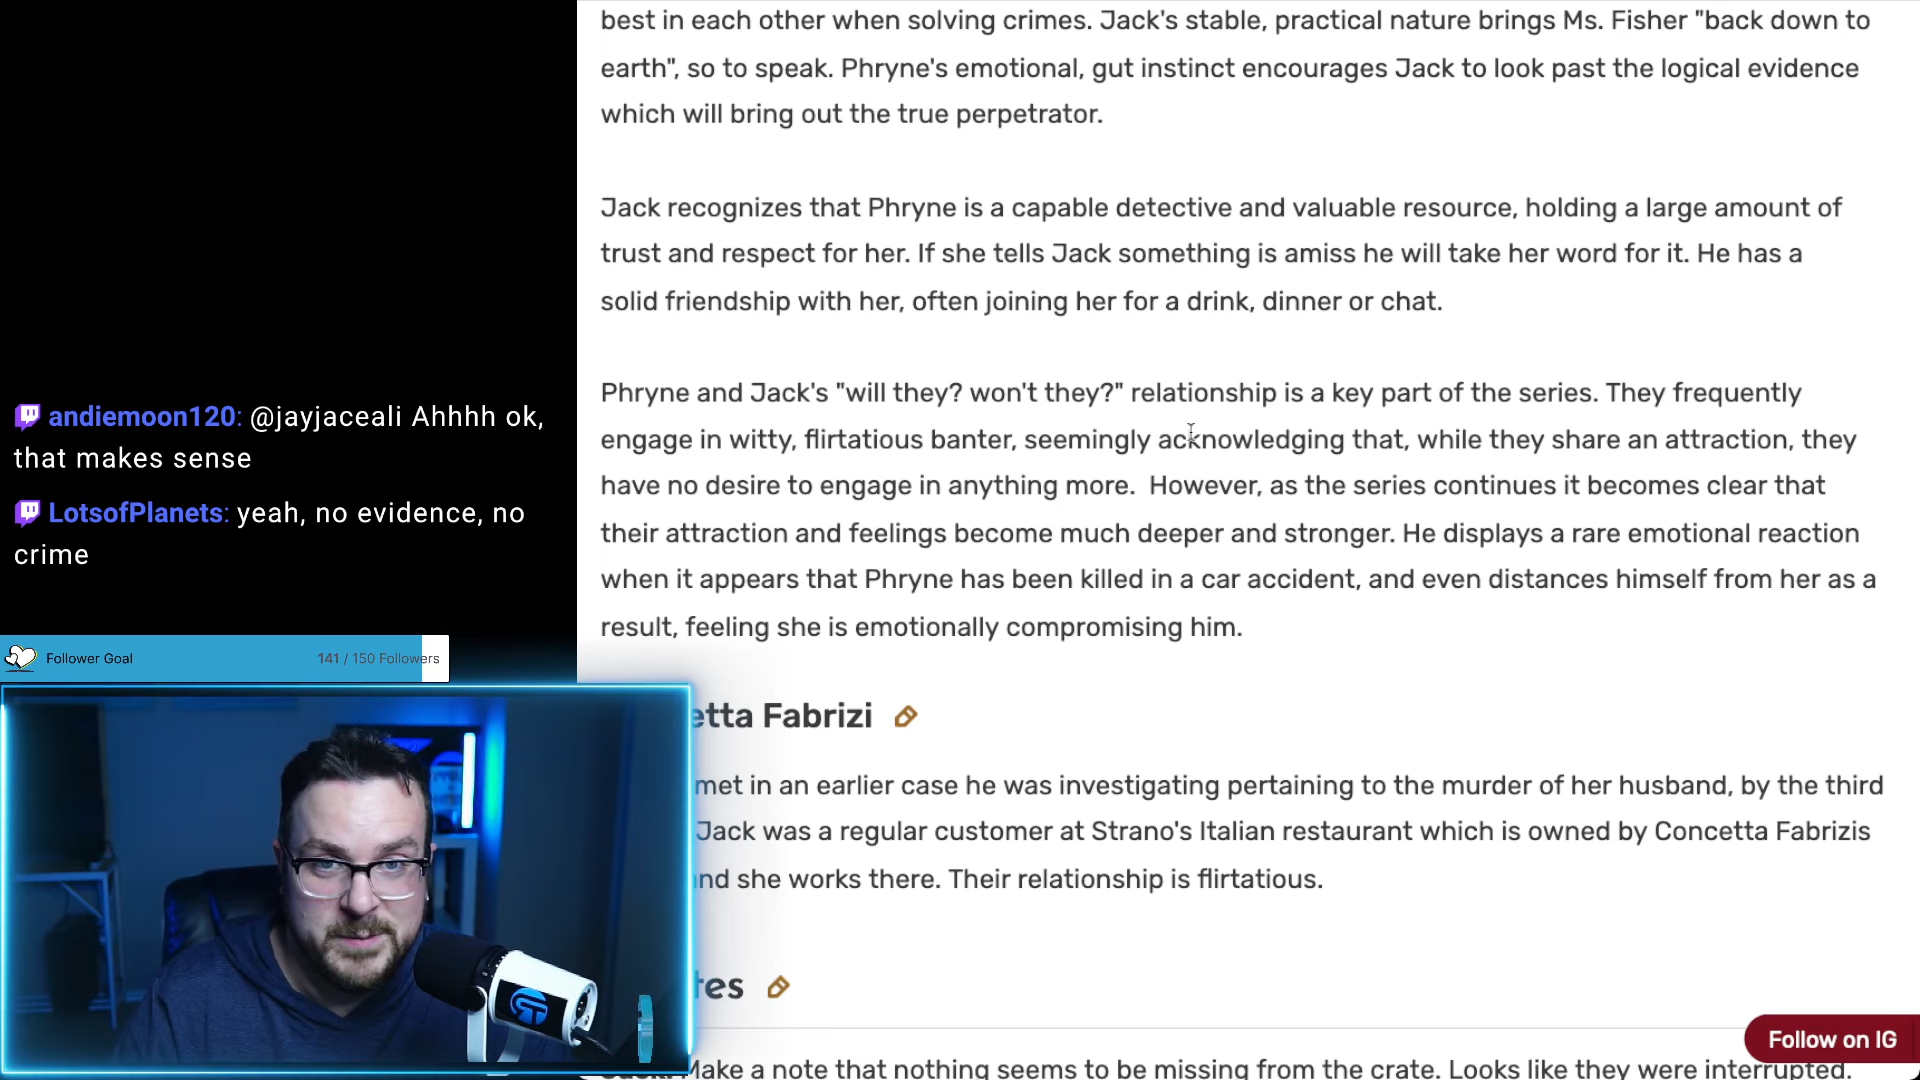 best in each other when solving crimes. Jack's stable, practical nature brings Ms. Fisher "back down to
earth", so to speak. Phryne's emotional, gut instinct encourages Jack to look past the logical evidence
which will bring out the true perpetrator.
Jack recognizes that Phryne is a capable detective and valuable resource, holding a large amount of
trust and respect for her. If she tells Jack something is amiss he will take her word for it. He has a
solid friendship with her, often joining her for a drink, dinner or chat.
Phryne and Jack's "will they? won't they?" relationship is a key part of the series. They frequently
engage in witty, flirtatious banter, seemingly acknowledging that, while they share an attraction, they
have no desire to engage in anything more. However, as the series continues it becomes clear that
their attraction and feelings become much deeper and stronger. He displays a rare emotional reaction
when it appears that Phryne has been killed in a car accident, and even distances himself from her as a
result, feeling she is emotionally compromising him.
etta Fabrizi
met in an earlier case he was investigating pertaining to the murder of her husband, by the third
Jack was a regular customer at Strano's Italian restaurant which is owned by Concetta Fabrizis
nd she works there. Their relationship is flirtatious.
Make a note that nothing seems to be missing from the crate. Looks like they were interrupted.
Follow on IG
andiemoon120: @jayjaceali Ahhhh ok,
that makes sense
LotsofPlanets: yeah, no evidence, no
crime
Follower Goal 141 / 150 Followers